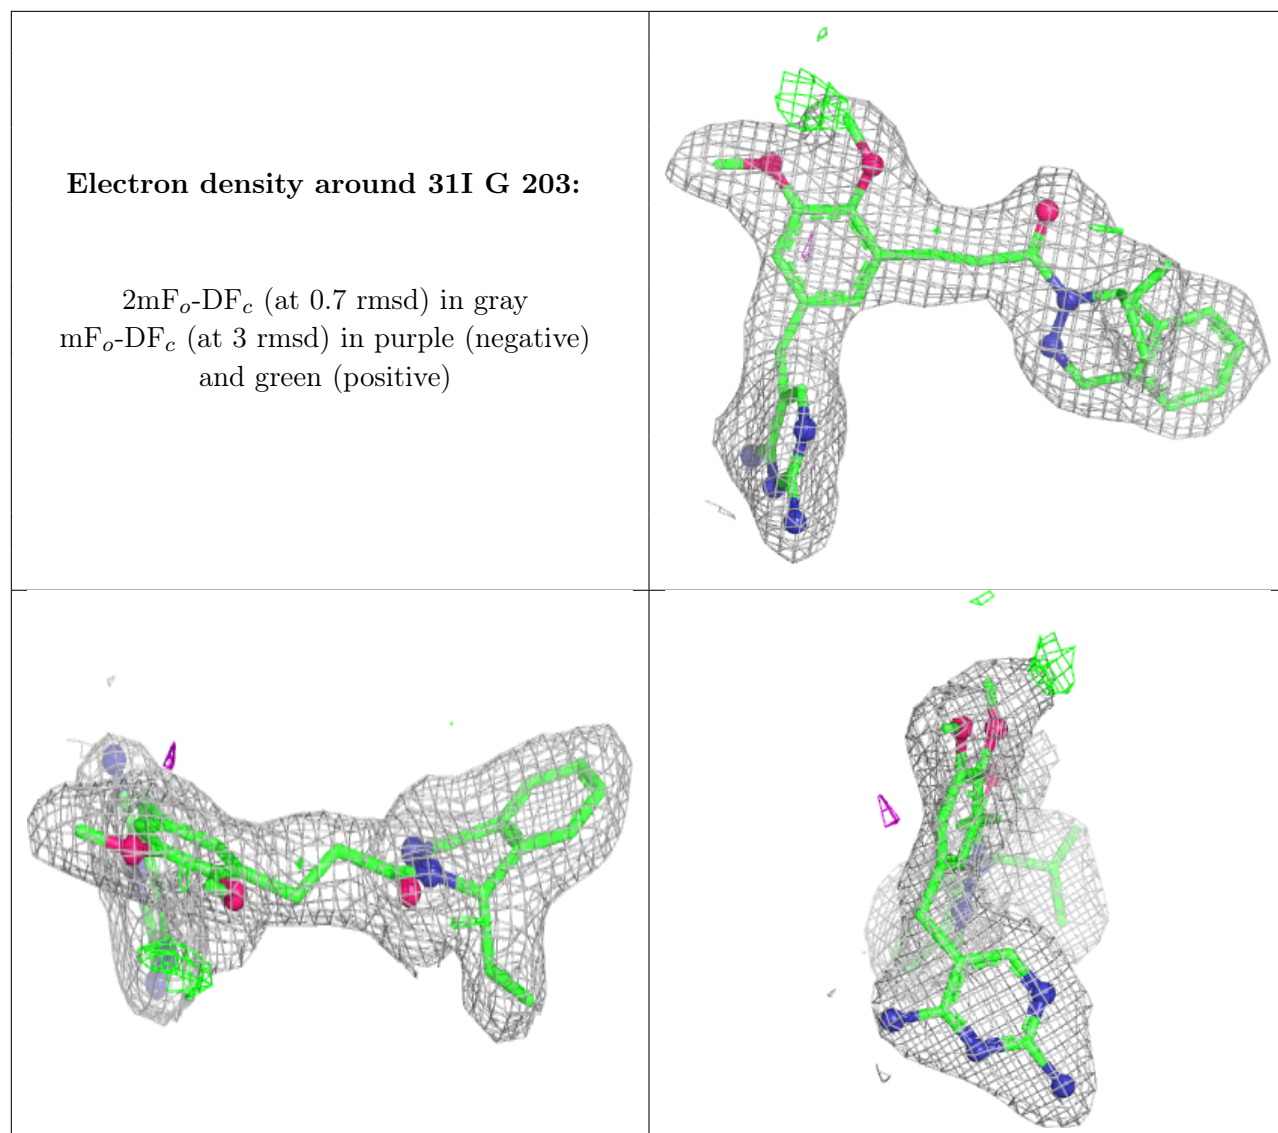 Electron density around 31I G 203:
2mFo-DFc (at 0.7 rmsd) in gray
mFo-DFc (at 3 rmsd) in purple (negative)
and green (positive)